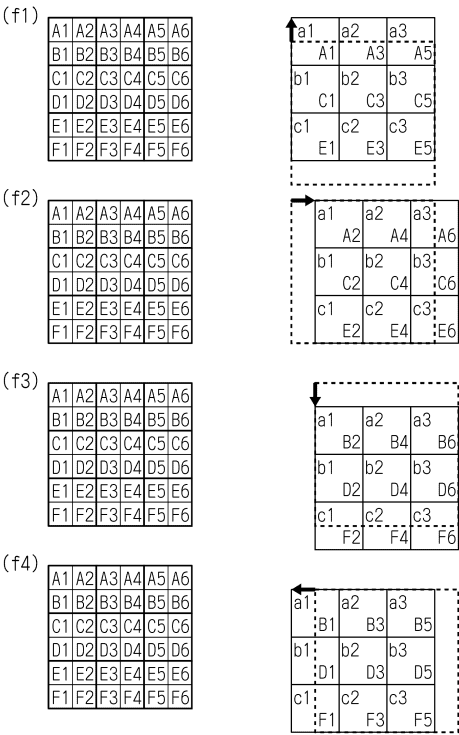 (f1)
A1 A2 A3 A4 A5 A6
B1 B2 B3 B4 B5 B6
C1 C2 C3 C4 C5 C6
D1 D2 D3 D4 D5 D6
E1 E2 E3 E4 E5 E6
F1 F2 F3 F4 F5 F6
a1 a2 a3
A1 A3 A5
b1 b2 b3
C1 C3 C5
c1 c2 c3
E1 E3 E5
(f2)
A1 A2 A3 A4 A5 A6
B1 B2 B3 B4 B5 B6
C1 C2 C3 C4 C5 C6
D1 D2 D3 D4 D5 D6
E1 E2 E3 E4 E5 E6
F1 F2 F3 F4 F5 F6
a1 a2 a3
A2 A4 A6
b1 b2 b3
C2 C4 C6
c1 c2 c3
E2 E4 E6
(f3)
A1 A2 A3 A4 A5 A6
B1 B2 B3 B4 B5 B6
C1 C2 C3 C4 C5 C6
D1 D2 D3 D4 D5 D6
E1 E2 E3 E4 E5 E6
F1 F2 F3 F4 F5 F6
a1 a2 a3
B2 B4 B6
b1 b2 b3
D2 D4 D6
c1 c2 c3
F2 F4 F6
(f4)
A1 A2 A3 A4 A5 A6
B1 B2 B3 B4 B5 B6
C1 C2 C3 C4 C5 C6
D1 D2 D3 D4 D5 D6
E1 E2 E3 E4 E5 E6
F1 F2 F3 F4 F5 F6
a1 a2 a3
B1 B3 B5
b1 b2 b3
D1 D3 D5
c1 c2 c3
F1 F3 F5